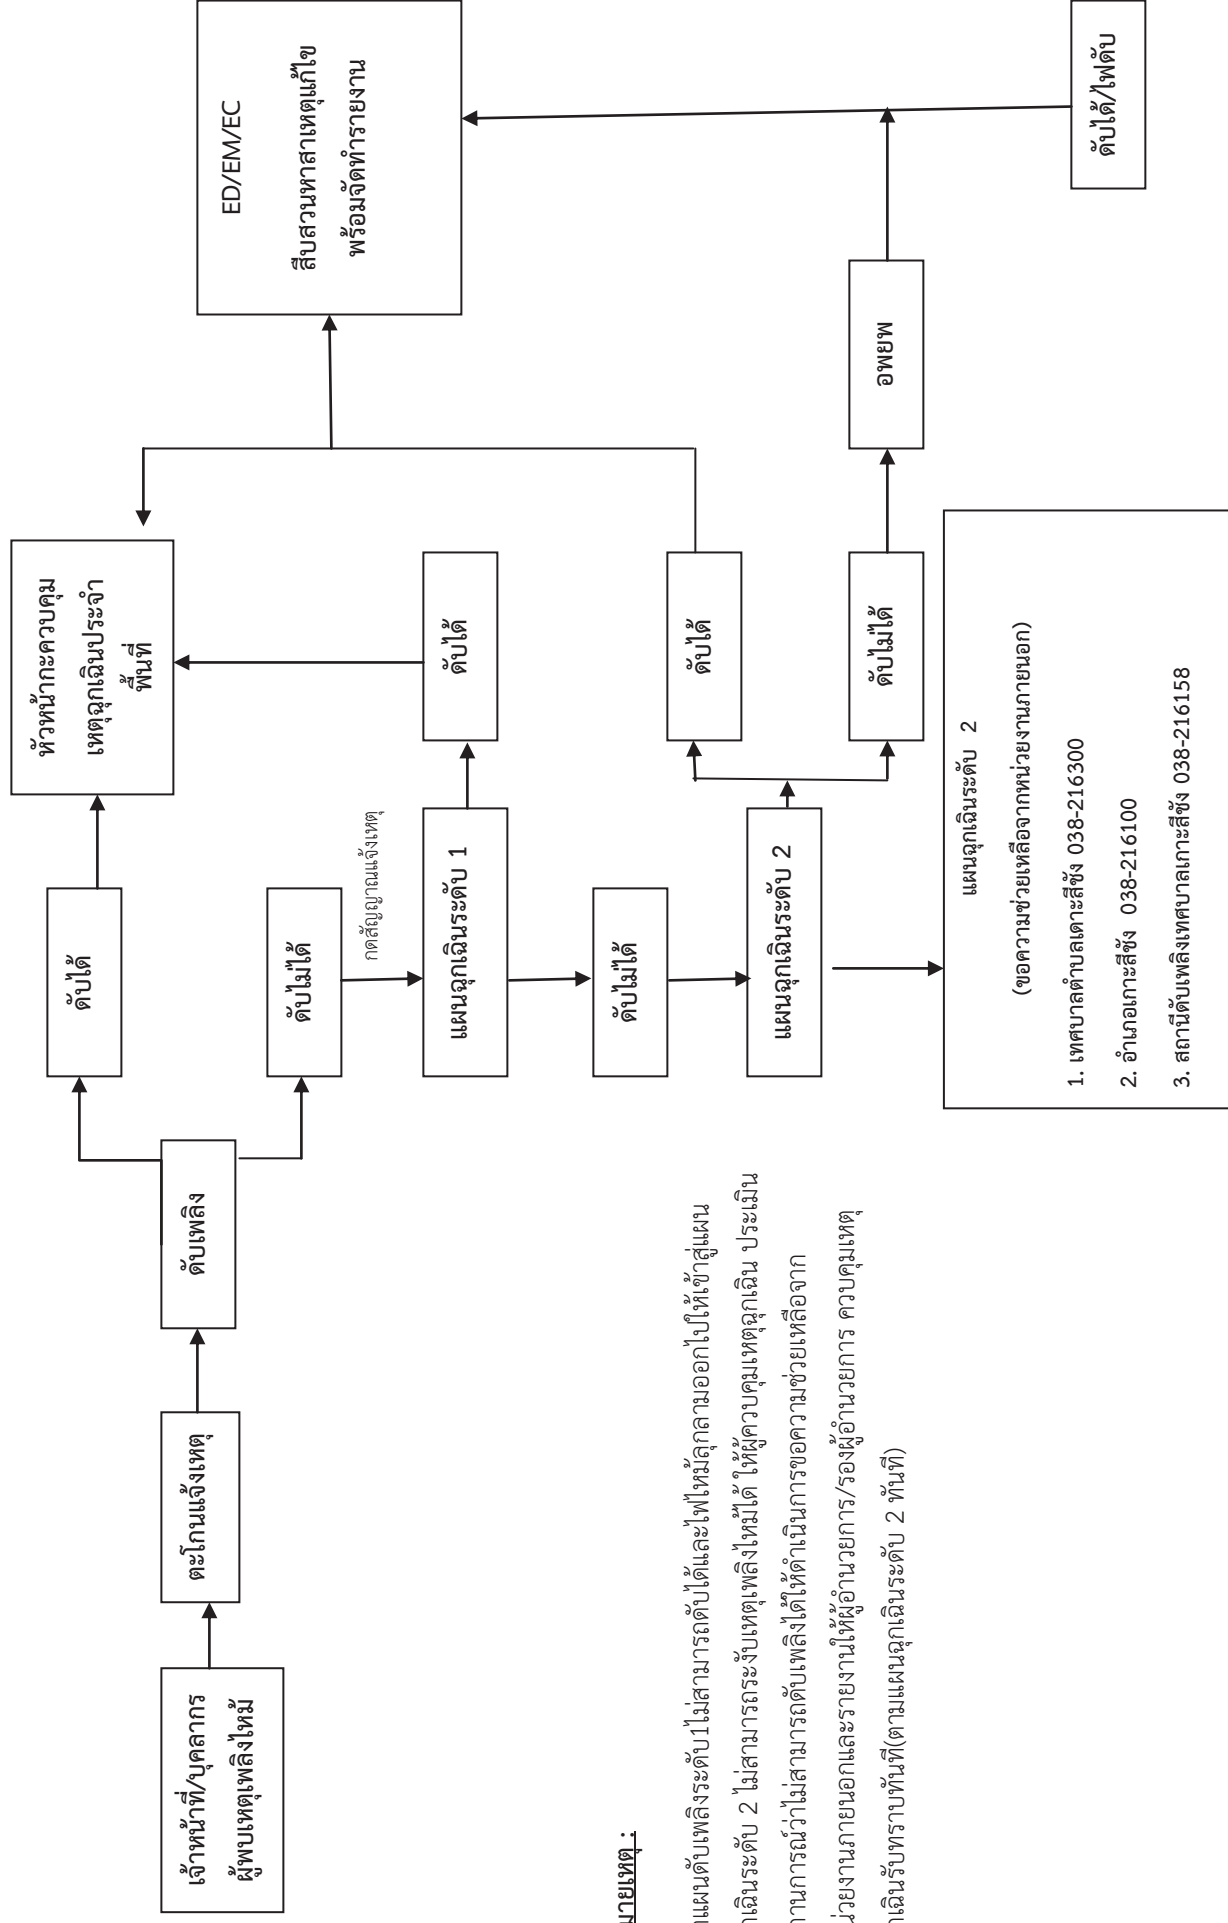 เจ้าหน้าที่/บุคลากร
ผู้พบเหตุเพลิงไหม้
ตะโกนแจ้งเหตุ
ดับเพลิง
ดับได้
หัวหน้ากะควบคุม
เหตุฉุกเฉินประจำ
พื้นที่
ED/EM/EC
สืบสวนหาสาเหตุแก้ไข
พร้อมจัดทำรายงาน
ดับไม่ได้
กดสัญญาณแจ้งเหตุ
แผนฉุกเฉินระดับ 1
ดับได้
ดับไม่ได้
แผนฉุกเฉินระดับ 2
ดับได้
ดับไม่ได้
อพยพ
ดับได้/ไฟดับ
แผนฉุกเฉินระดับ 2
(ขอความช่วยเหลือจากหน่วยงานภายนอก)
1. เทศบาลตำบลเดาะสีชัง 038-216300
2. อำเภอเกาะสีชัง 038-216100
3. สถานีดับเพลิงเทศบาลเกาะสีชัง 038-216158
มายเหตุ :
แผนดับเพลิงระดับ1ไม่สามารถดับได้และไฟไหม้ลุกลามออกไปให้เข้าสู่แผน
กเฉินระดับ 2 ไม่สามารถระงับเหตุเพลิงไหม้ได้ ให้ผู้ควบคุมเหตุฉุกเฉิน ประเมิน
านการณ์ว่าไม่สามารถดับเพลิงได้ให้ดำเนินการขอความช่วยเหลือจาก
น่วยงานภายนอกและรายงานให้ผู้อำนวยการ/รองผู้อำนวยการ ควบคุมเหตุ
กเฉินรับทราบทันที(ตามแผนฉุกเฉินระดับ 2 ทันที)